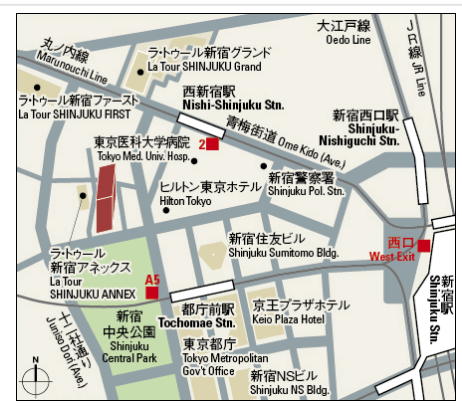 大江戸線
Oedo Line
JR線 JR Line
丸ノ内線
Marunouchi Line
ラ・トゥール新宿グランド
La Tour SHINJUKU Grand
西新宿駅
Nishi-Shinjuku Stn.
ラ・トゥール新宿ファースト
La Tour SHINJUKU FIRST
青梅街道 Ome Kido (Ave.)
新宿西口駅
Shinjuku-
Nishiguchi Stn.
東京医科大学病院
Tokyo Med. Univ. Hosp.
2
ヒルトン東京ホテル
Hilton Tokyo
新宿警察署
Shinjuku Pol. Stn.
ラ・トゥール
新宿アネックス
La Tour
SHINJUKU ANNEX
新宿住友ビル
Shinjuku Sumitomo Bldg.
西口
West Exit
新宿駅
Shinjuku Stn.
A5
都庁前駅
Tochomae Stn.
京王プラザホテル
Keio Plaza Hotel
十二社通り
Juniso Dori (Ave.)
新宿
中央公園
Shinjuku
Central Park
東京都庁
Tokyo Metropolitan
Gov't Office
新宿NSビル
Shinjuku NS Bldg.
N